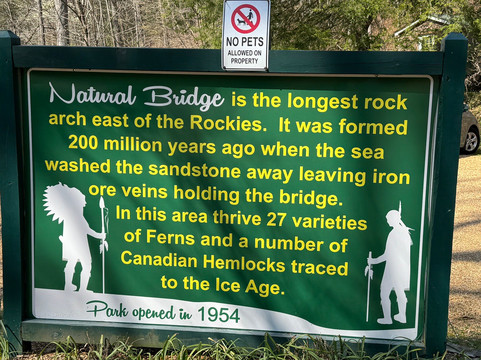 NO PETS
ALLOWED ON
PROPERTY
Natural Bridge is the longest rock
arch east of the Rockies. It was formed
200 million years ago when the sea
washed the sandstone away leaving iron
ore veins holding the bridge.
In this area thrive 27 varieties
of Ferns and a number of
Canadian Hemlocks traced
to the Ice Age.
Park opened in 1954